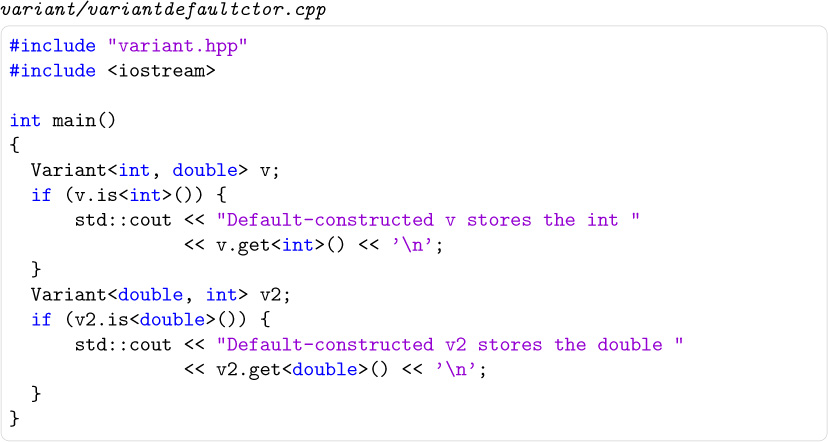 variant/variantdefaultctor.cpp
#include "variant.hpp"
#include <iostream>

int main()
{
  Variant<int, double> v;
  if (v.is<int>()) {
      std::cout << "Default-constructed v stores the int "
                << v.get<int>() << '\n';
  }
  Variant<double, int> v2;
  if (v2.is<double>()) {
      std::cout << "Default-constructed v2 stores the double "
                << v2.get<double>() << '\n';
  }
}